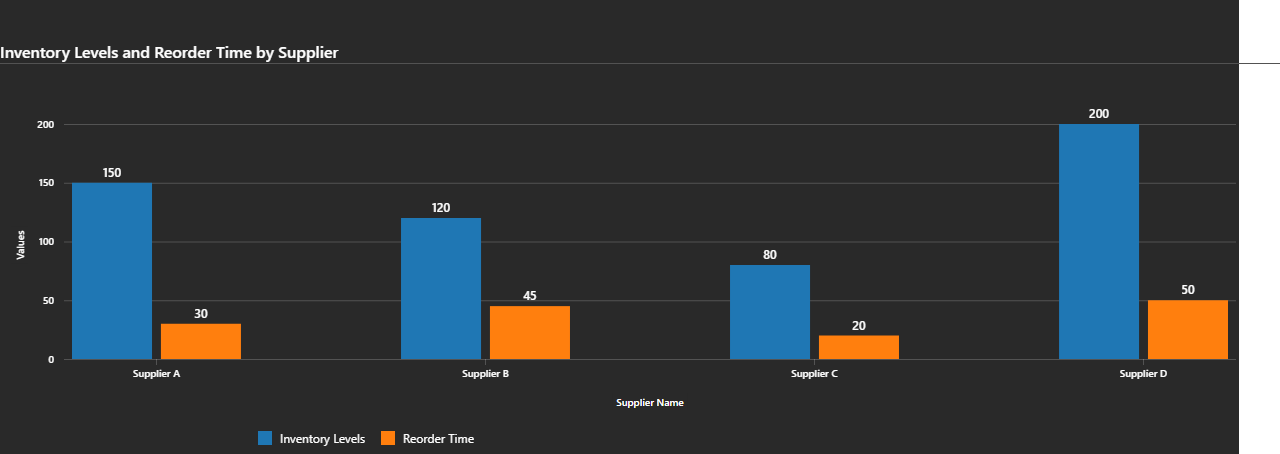 Inventory Levels and Reorder Time by Supplier
200
200
150
150
120
100
80
50
50
45
30
20
0
Values
Supplier A
Supplier B
Supplier C
Supplier D
Supplier Name
Inventory Levels
Reorder Time